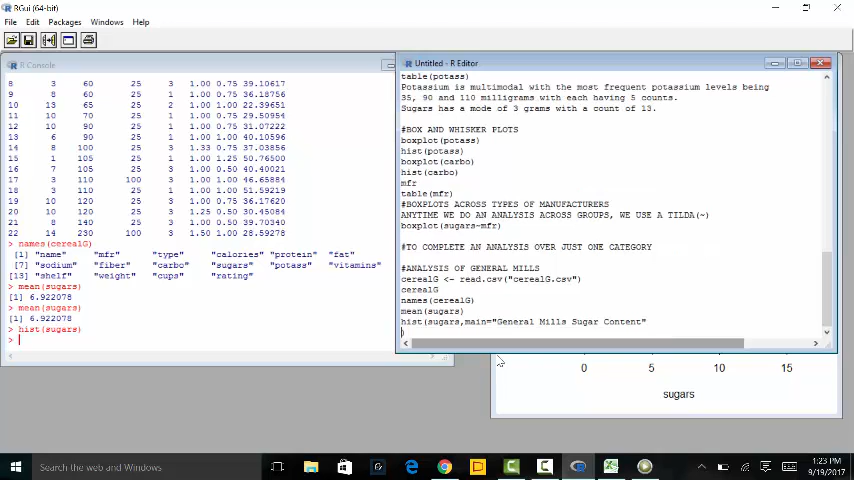 RGui (64-bit)
File Edit Packages Windows Help
R Console
8 3 60 25 3 1.00 0.75 39.10617
9 8 60 25 1 1.00 0.75 36.18756
10 13 65 25 2 1.00 1.00 22.39651
11 10 70 25 1 1.00 0.75 29.50954
12 10 90 25 1 1.00 1.00 31.07222
13 6 90 25 1 1.00 1.00 40.10596
14 8 100 25 3 1.33 0.75 37.03856
15 1 105 25 1 1.00 1.25 50.76500
16 7 105 25 3 1.00 0.50 40.40021
17 3 110 100 3 1.00 1.00 46.65884
18 3 110 25 1 1.00 1.00 51.59219
19 10 120 25 3 1.00 0.75 36.17620
20 10 120 25 3 1.25 0.50 30.45084
21 8 140 25 3 1.00 0.50 39.70340
22 14 230 100 3 1.50 1.00 28.59278
> names(cerealG)
[1] "name" "mfr" "type" "calories" "protein" "fat"
[7] "sodium" "fiber" "carbo" "sugars" "potass" "vitamins"
[13] "shelf" "weight" "cups" "rating"
> mean(sugars)
[1] 6.922078
> mean(sugars)
[1] 6.922078
> hist(sugars)
>
Untitled - R Editor
table(potass)
Potassium is multimodal with the most frequent potassium levels being
35, 90 and 110 milligrams with each having 5 counts.
Sugars has a mode of 3 grams with a count of 13.
#BOX AND WHISKER PLOTS
boxplot(potass)
hist(potass)
boxplot(carbo)
hist(carbo)
mfr
table(mfr)
#BOXPLOTS ACROSS TYPES OF MANUFACTURERS
ANYTIME WE DO AN ANALYSIS ACROSS GROUPS, WE USE A TILDA(~)
boxplot(sugars~mfr)
#TO COMPLETE AN ANALYSIS OVER JUST ONE CATEGORY
#ANALYSIS OF GENERAL MILLS
cerealG <- read.csv("cerealG.csv")
cerealG
names(cerealG)
mean(sugars)
hist(sugars,main="General Mills Sugar Content"
)
0 5 10 15
sugars
Search the web and Windows
1:23 PM
9/19/2017